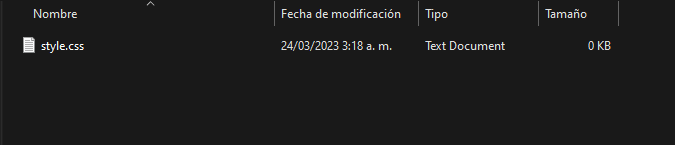 Nombre Fecha de modificación Tipo Tamaño
style.css 24/03/2023 3:18 a. m. Text Document 0 KB